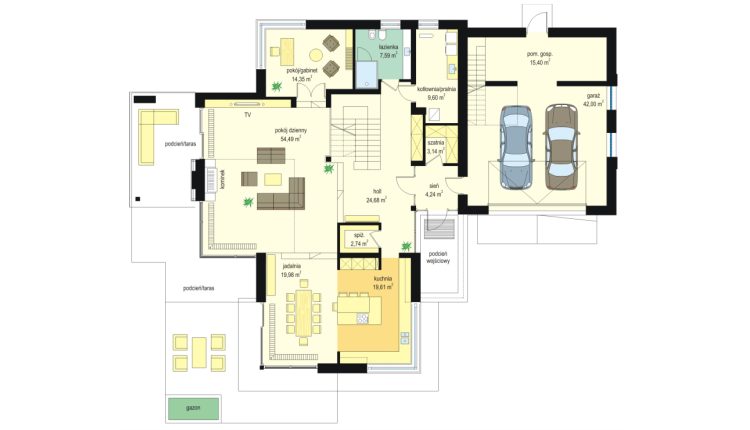 łazienka
7,59 m²
pom. gosp.
15,40 m²
pokój/gabinet
14,35 m²
kotłownia/pralnia
9,60 m²
garaż
42,00 m²
TV
pokój dzienny
54,49 m²
podcień/taras
szatnia
3,14 m²
kominek
holl
24,68 m²
sień
4,24 m²
spiż.
2,74 m²
podcień
wejściowy
jadalnia
19,98 m²
kuchnia
19,61 m²
podcień/taras
gazon